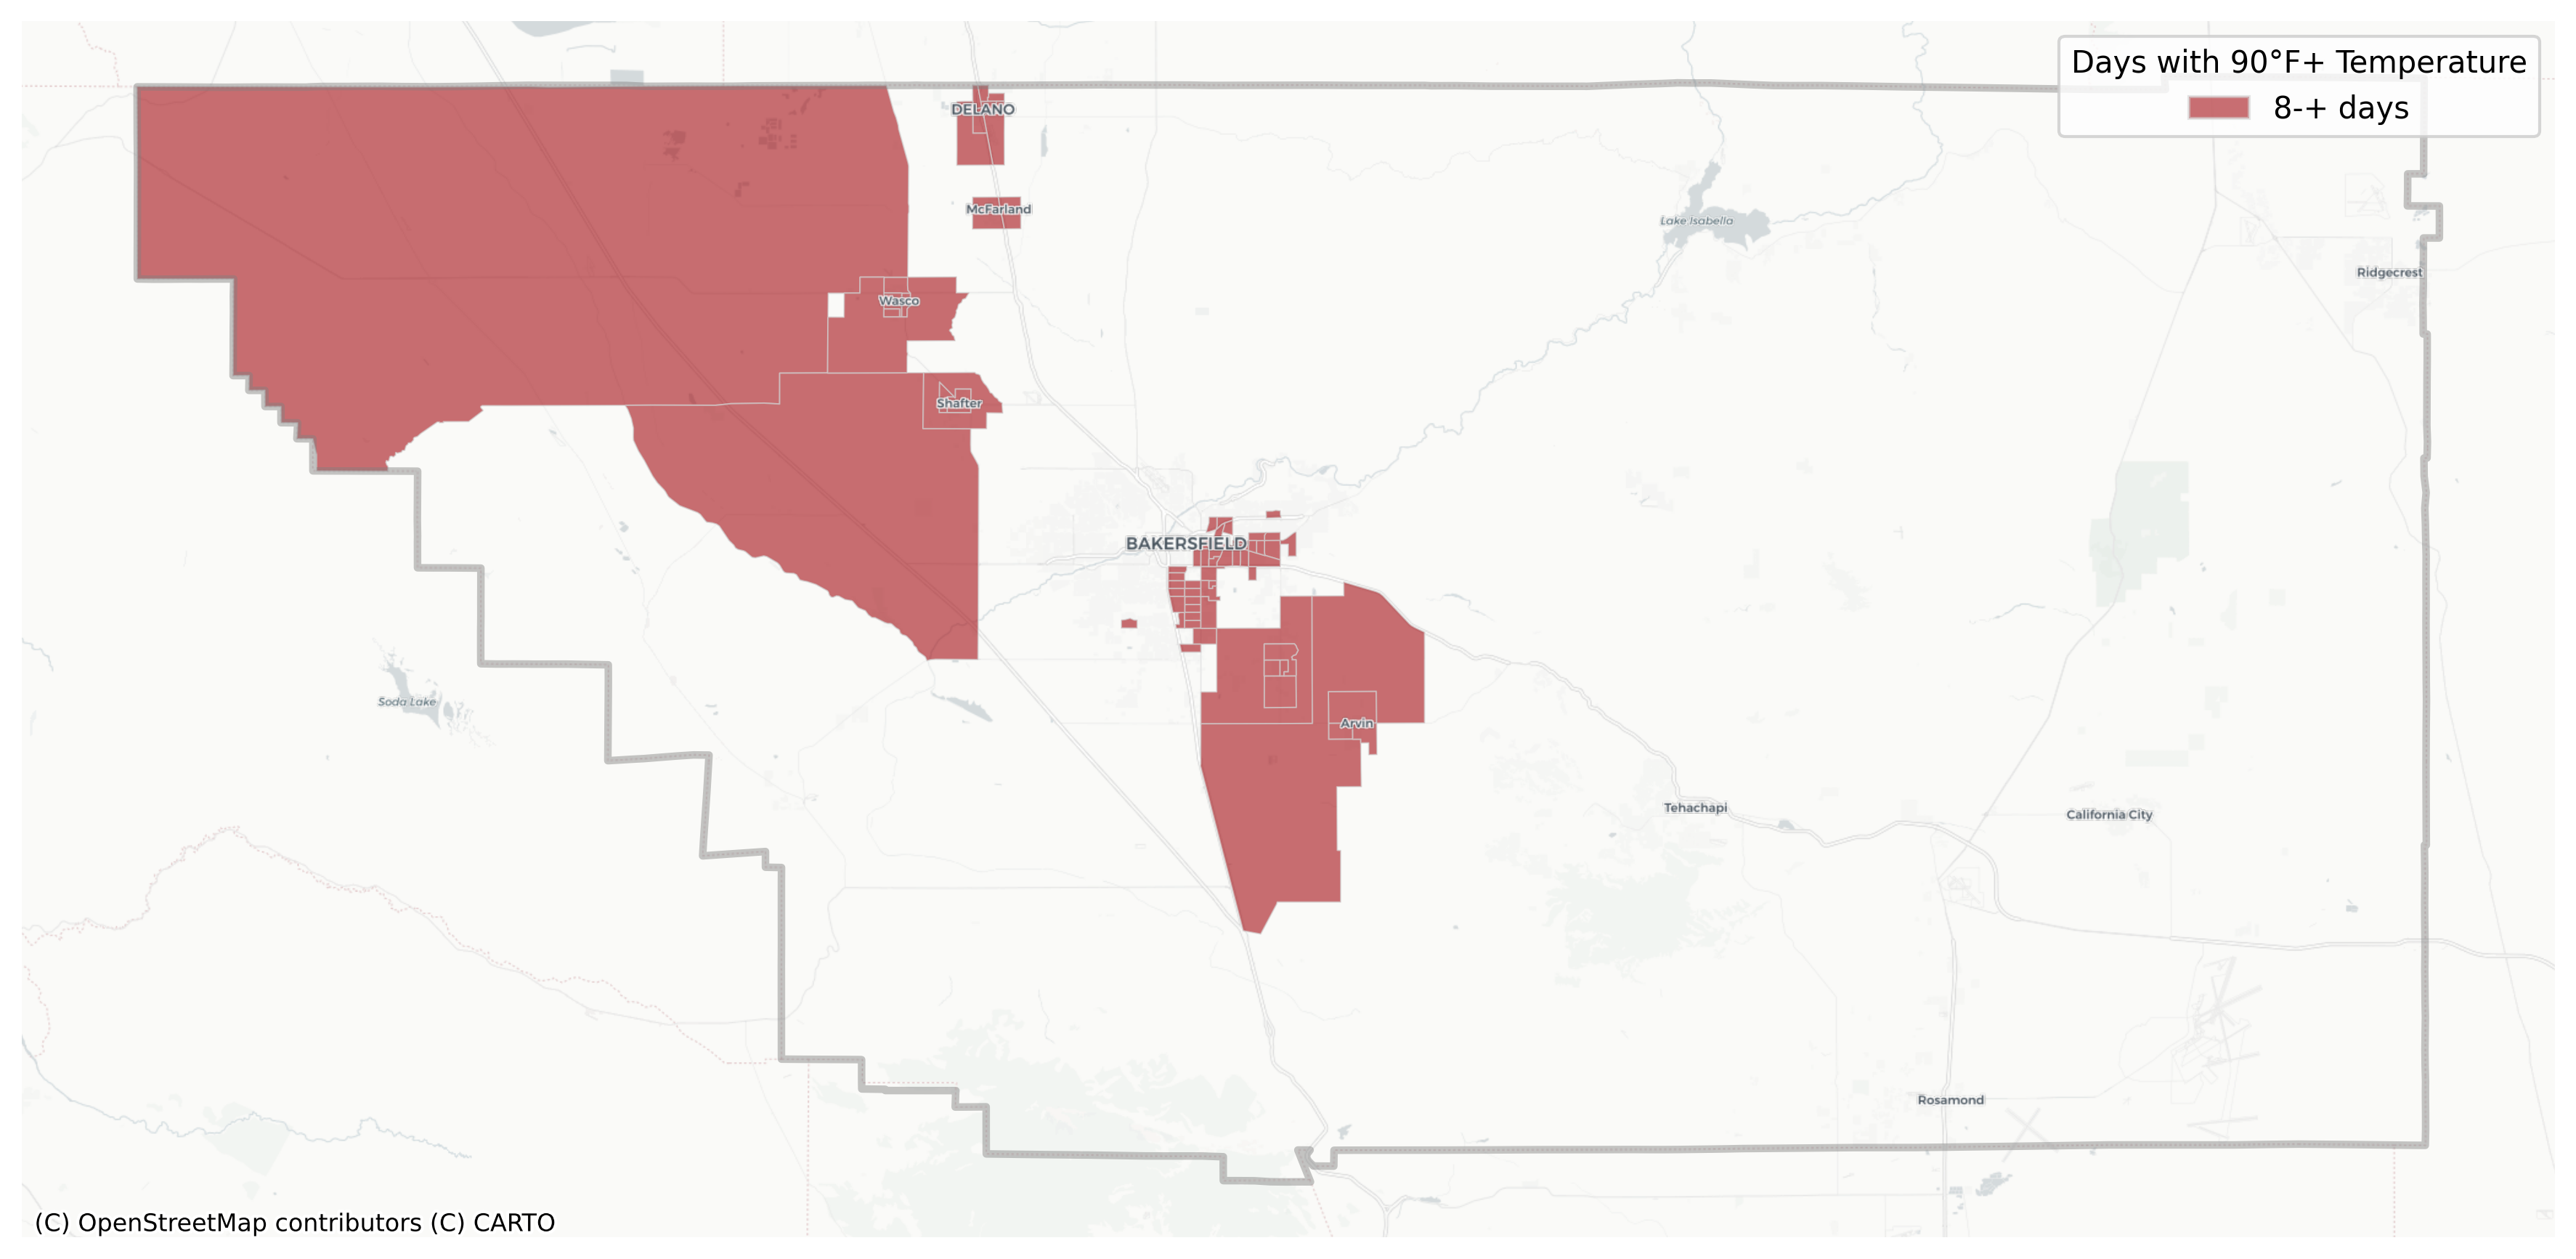 Days with 90°F+ Temperature
8-+ days
DELANO
McFarland
Lake Isabella
Ridgecrest
Wasco
Shafter
BAKERSFIELD
Soda Lake
Arvin
Tehachapi
California City
Rosamond
(C) OpenStreetMap contributors (C) CARTO